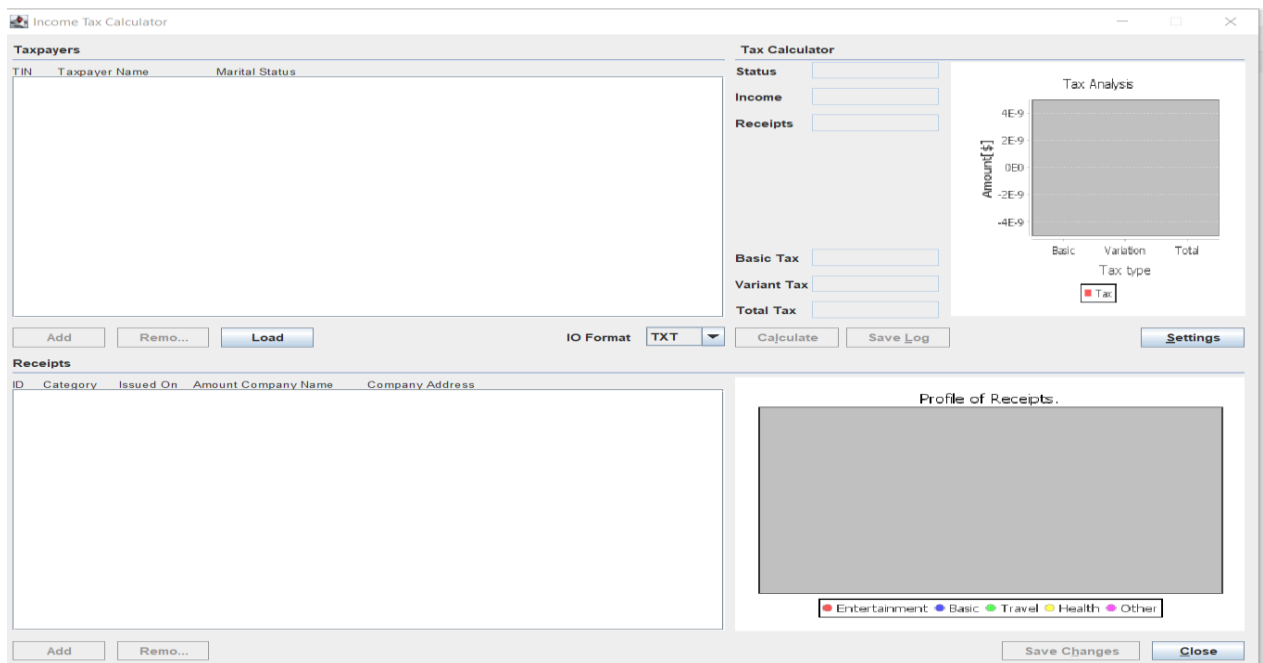 Income Tax Calculator
Taxpayers
TIN Taxpayer Name Marital Status
Add Remo... Load IO Format TXT
Tax Calculator
Status
Income
Receipts
Basic Tax
Variant Tax
Total Tax
Calculate Save Log Settings
Tax Analysis
Amount[$]
4E-9
2E-9
0E0
-2E-9
-4E-9
Basic Variation Total
Tax type
Tax
Receipts
ID Category Issued On Amount Company Name Company Address
Profile of Receipts.
Entertainment Basic Travel Health Other
Add Remo... Save Changes Close